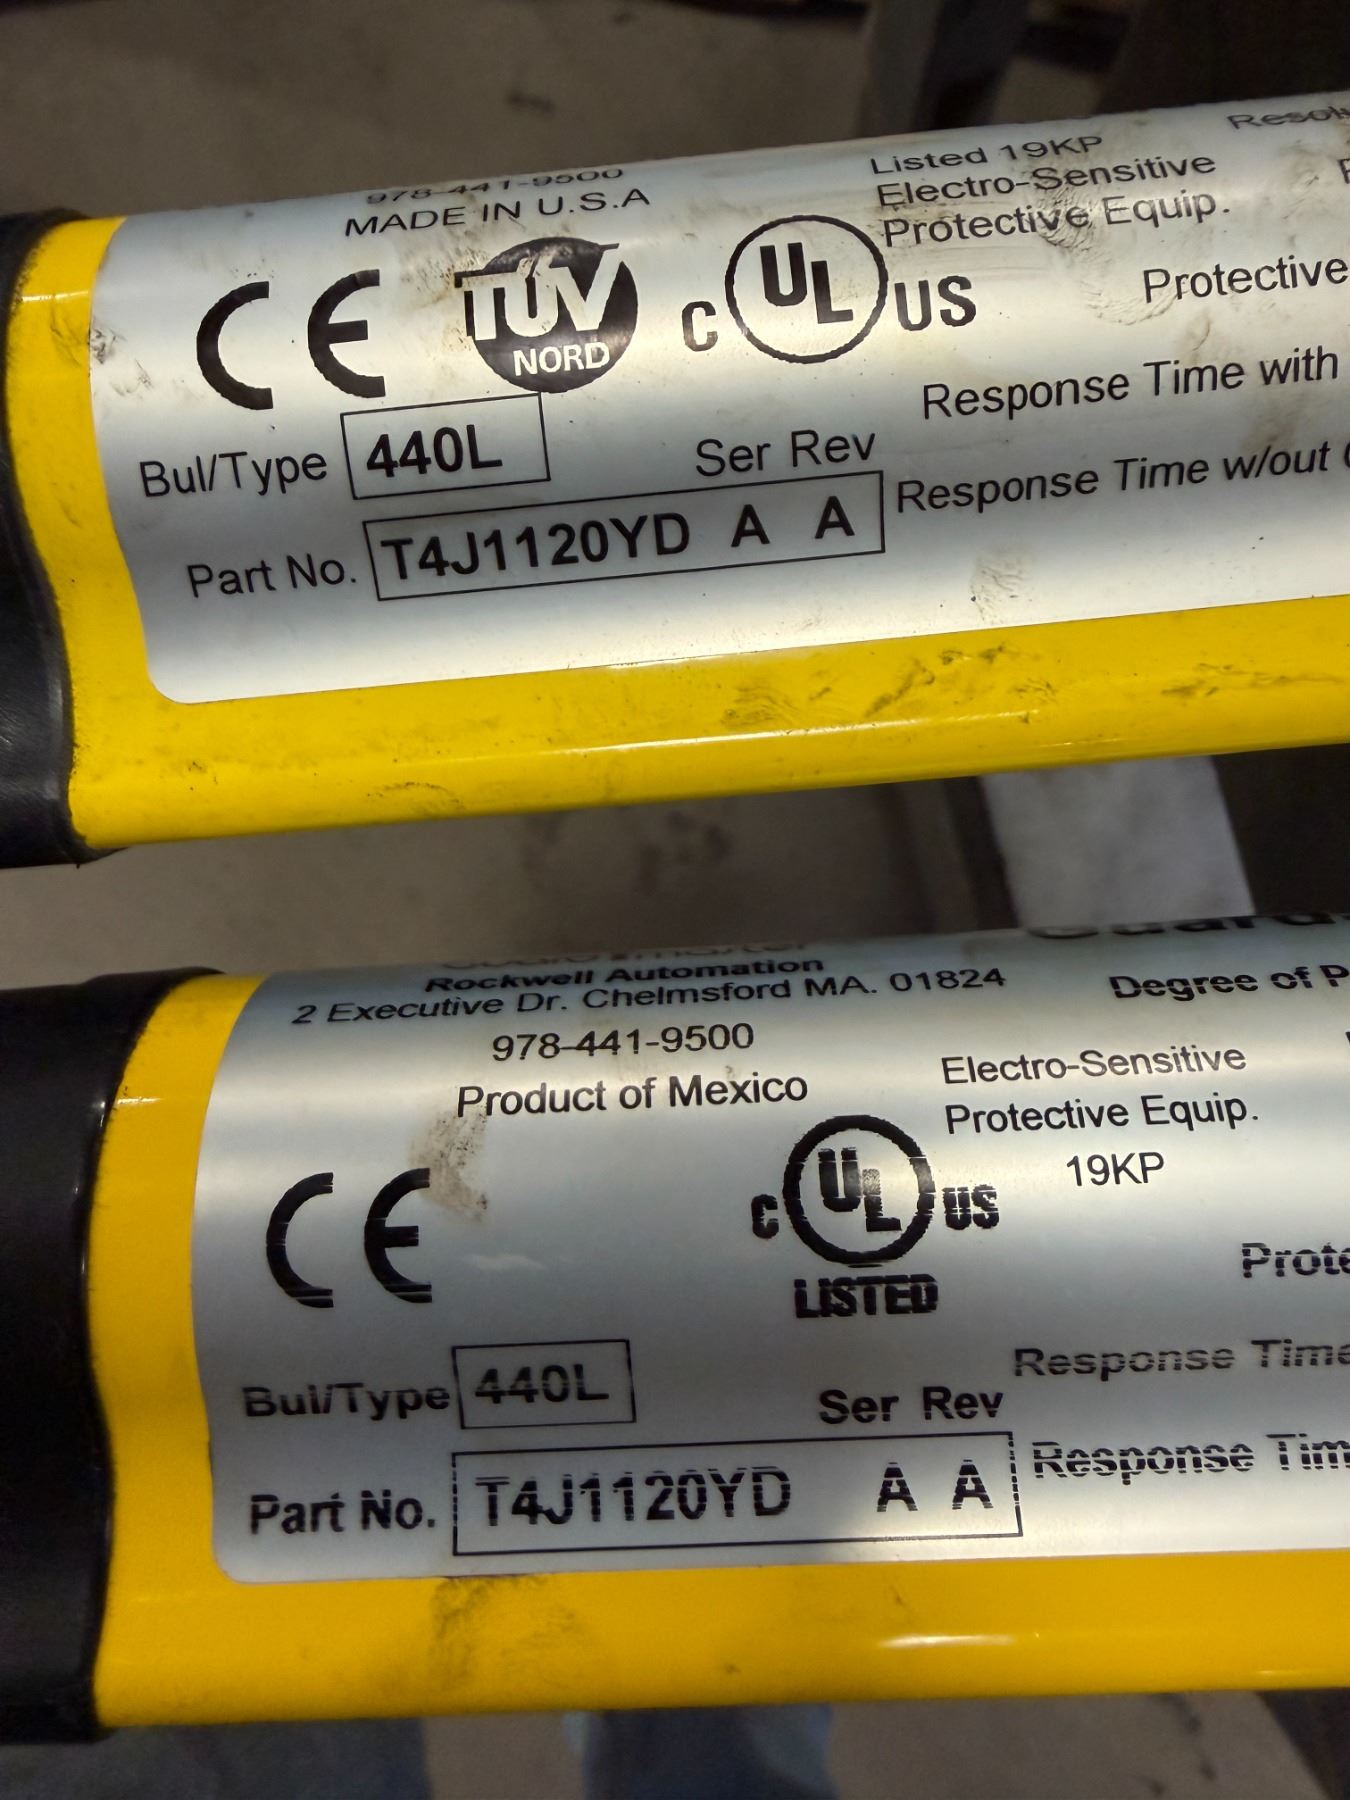 978-441-9500
MADE IN U.S.A
Listed 19KP
Electro-Sensitive
Protective Equip.
CE
TÜV
NORD
C UL US
Protective
Response Time with
Bul/Type 440L
Ser Rev
Response Time w/out
Part No. T4J1120YD A A
Rockwell Automation
2 Executive Dr. Chelmsford MA. 01824
978-441-9500
Product of Mexico
Degree of P
Electro-Sensitive
Protective Equip.
19KP
CE
C UL US
LISTED
Prote
Response Time
Bul/Type 440L
Ser Rev
Response Tim
Part No. T4J1120YD A A